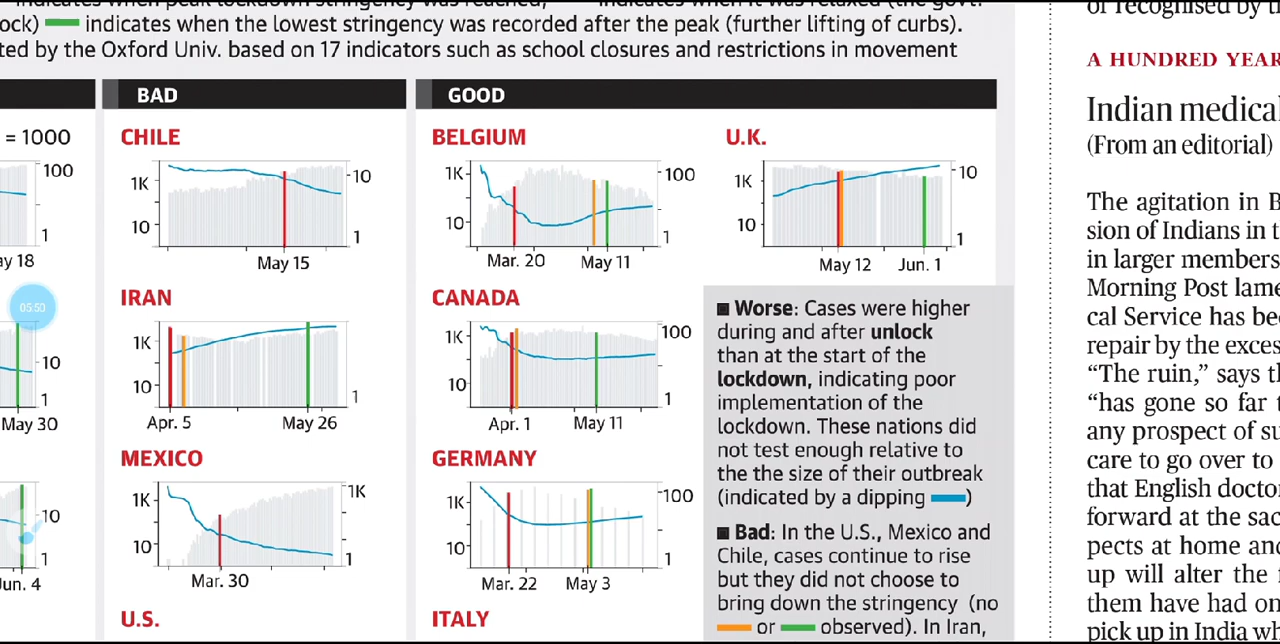 indicates when peak lockdown stringency was reached, indicates when it was relaxed (the govt.
ock) indicates when the lowest stringency was recorded after the peak (further lifting of curbs).
ted by the Oxford Univ. based on 17 indicators such as school closures and restrictions in movement
= 1000
100
1
ay 18
05:50
10
1
May 30
10
1
un. 4
BAD
CHILE
1K
10
10
1
May 15
IRAN
1K
10
1
Apr. 5 May 26
MEXICO
1K
10
1K
1
Mar. 30
U.S.
GOOD
BELGIUM
1K
10
100
1
Mar. 20 May 11
CANADA
1K
10
100
1
Apr. 1 May 11
GERMANY
1K
10
100
1
Mar. 22 May 3
ITALY
U.K.
1K
10
10
1
May 12 Jun. 1
■ Worse: Cases were higher
during and after unlock
than at the start of the
lockdown, indicating poor
implementation of the
lockdown. These nations did
not test enough relative to
the the size of their outbreak
(indicated by a dipping )
■ Bad: In the U.S., Mexico and
Chile, cases continue to rise
but they did not choose to
bring down the stringency (no
or observed). In Iran,
or recognised by th
A HUNDRED YEAR
Indian medical
(From an editorial)
The agitation in B
sion of Indians in t
in larger members
Morning Post lame
cal Service has bee
repair by the exces
“The ruin,” says th
“has gone so far t
any prospect of su
care to go over to
that English docto
forward at the sac
pects at home and
up will alter the f
them have had on
pick up in India wh